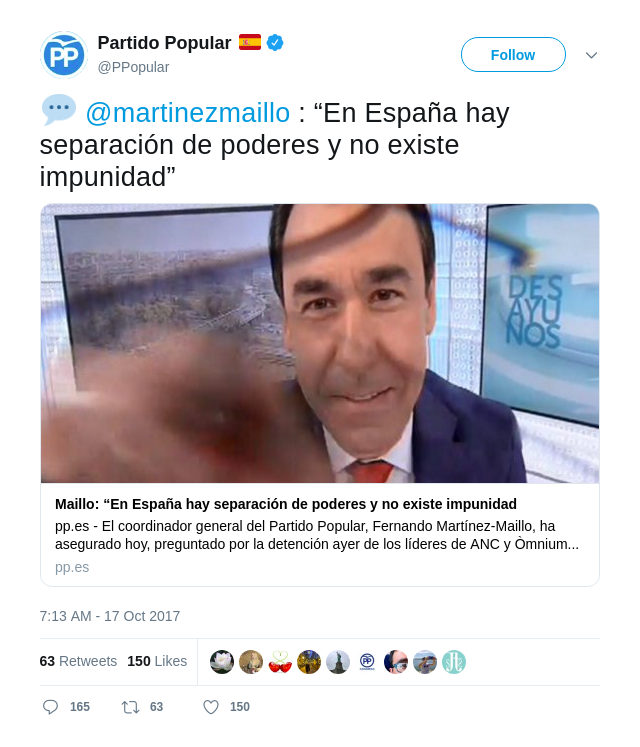 PP
Partido Popular
@PPopular
Follow
@martinezmaillo : “En España hay
separación de poderes y no existe
impunidad”
DES
AYU
NOS
Maillo: “En España hay separación de poderes y no existe impunidad
pp.es - El coordinador general del Partido Popular, Fernando Martínez-Maillo, ha
asegurado hoy, preguntado por la detención ayer de los líderes de ANC y Òmnium...
pp.es
7:13 AM - 17 Oct 2017
63 Retweets 150 Likes
165 63 150